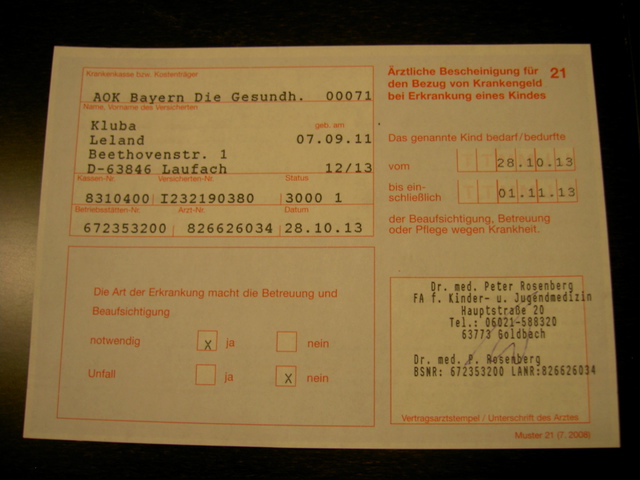 Krankenkasse bzw. Kostenträger
AOK Bayern Die Gesundh. 00071
Name, Vorname des Versicherten
Kluba
geb. am
Leland 07.09.11
Beethovenstr. 1
D-63846 Laufach 12/13
Kassen-Nr. Versicherten-Nr. Status
8310400 I232190380 3000 1
Betriebsstätten-Nr. Arzt-Nr. Datum
672353200 826626034 28.10.13
Ärztliche Bescheinigung für 21
den Bezug von Krankengeld
bei Erkrankung eines Kindes
Das genannte Kind bedarf/bedurfte
vom 28.10.13
bis ein-
schließlich 01.11.13
der Beaufsichtigung, Betreuung
oder Pflege wegen Krankheit.
Die Art der Erkrankung macht die Betreuung und
Beaufsichtigung
notwendig X ja nein
Unfall ja X nein
Dr. med. Peter Rosenberg
FA f. Kinder- u. Jugendmedizin
Hauptstraße 20
Tel.: 06021-588320
63773 Goldbach
Dr. med. P. Rosenberg
BSNR: 672353200 LANR:826626034
Vertragsarztstempel / Unterschrift des Arztes
Muster 21 (7.2008)